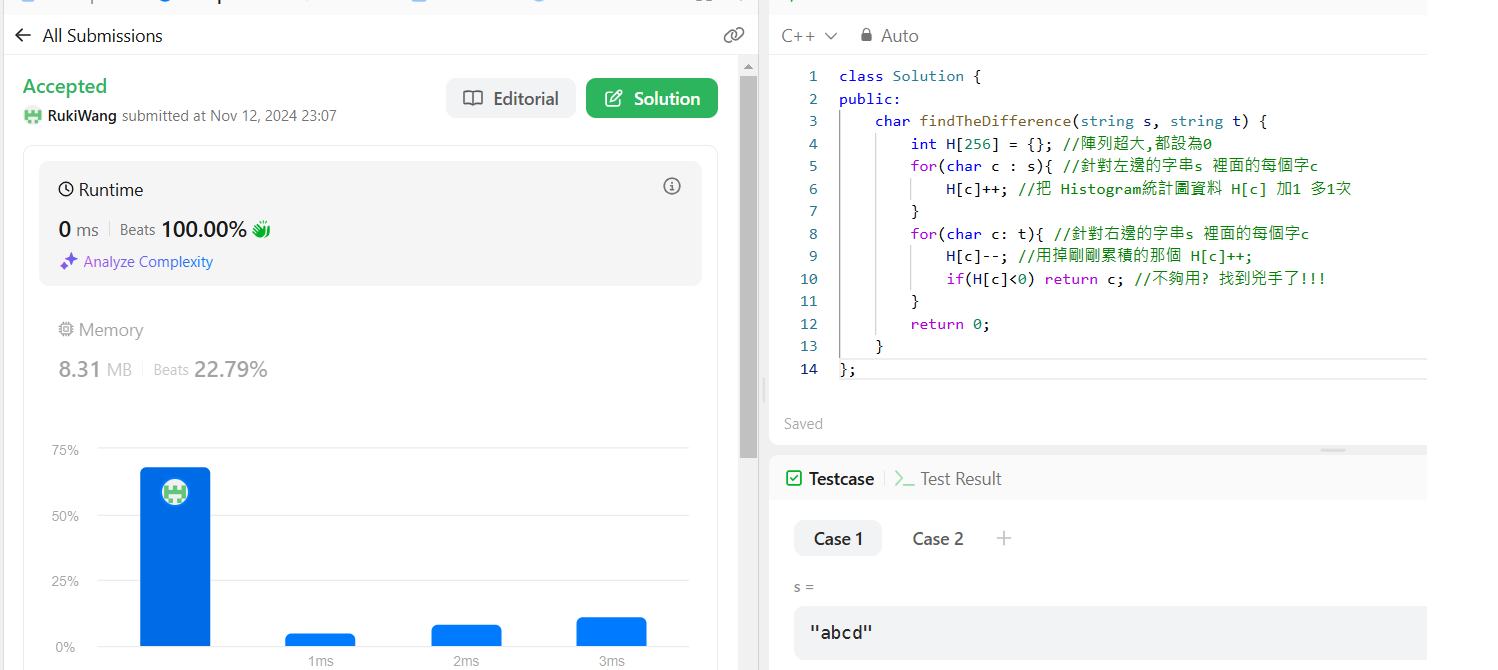 All Submissions
Accepted
Editorial
Solution
RukiWang submitted at Nov 12, 2024 23:07
Runtime
0 ms Beats 100.00%
Analyze Complexity
Memory
8.31 MB Beats 22.79%
75%
50%
25%
0%
1ms 2ms 3ms
C++ Auto
1 class Solution {
2 public:
3 char findTheDifference(string s, string t) {
4 int H[256] = {}; //陣列超大,都設為0
5 for(char c : s){ //針對左邊的字串s 裡面的每個字c
6 H[c]++; //把 Histogram統計圖資料 H[c] 加1 多1次
7 }
8 for(char c: t){ //針對右邊的字串s 裡面的每個字c
9 H[c]--; //用掉剛剛累積的那個 H[c]++;
10 if(H[c]<0) return c; //不夠用? 找到兇手了!!!
11 }
12 return 0;
13 }
14 };
Saved
Testcase Test Result
Case 1 Case 2
s =
"abcd"